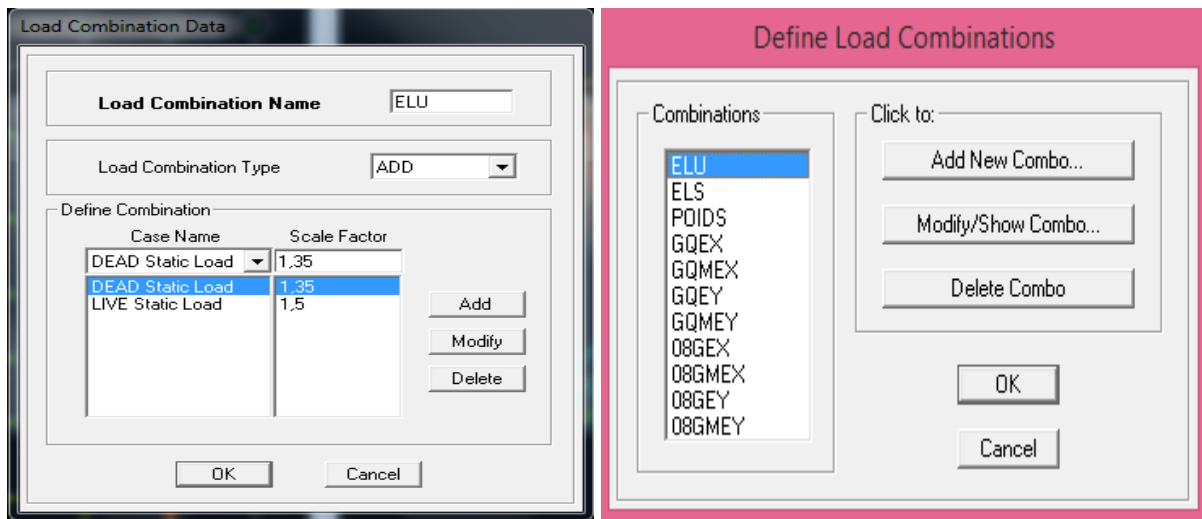 Load Combination Data
Load Combination Name ELU
Load Combination Type ADD
Define Combination
Case Name Scale Factor
DEAD Static Load 1,35
DEAD Static Load 1,35
LIVE Static Load 1,5
Add
Modify
Delete
OK Cancel
Define Load Combinations
Combinations
ELU
ELS
POIDS
GQEX
GQMEX
GQEY
GQMEY
08GEX
08GMEX
08GEY
08GMEY
Click to:
Add New Combo...
Modify/Show Combo...
Delete Combo
OK
Cancel